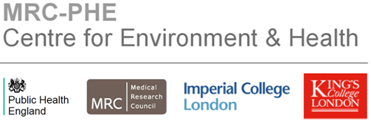 MRC-PHE
Centre for Environment & Health
Public Health
England
MRC
Medical
Research
Council
Imperial College
London
KING'S
College
LONDON